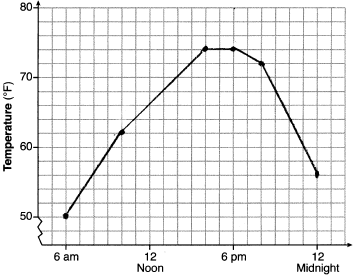 80
70
60
50
Temperature (°F)
6 am
12
6 pm
12
Noon
Midnight